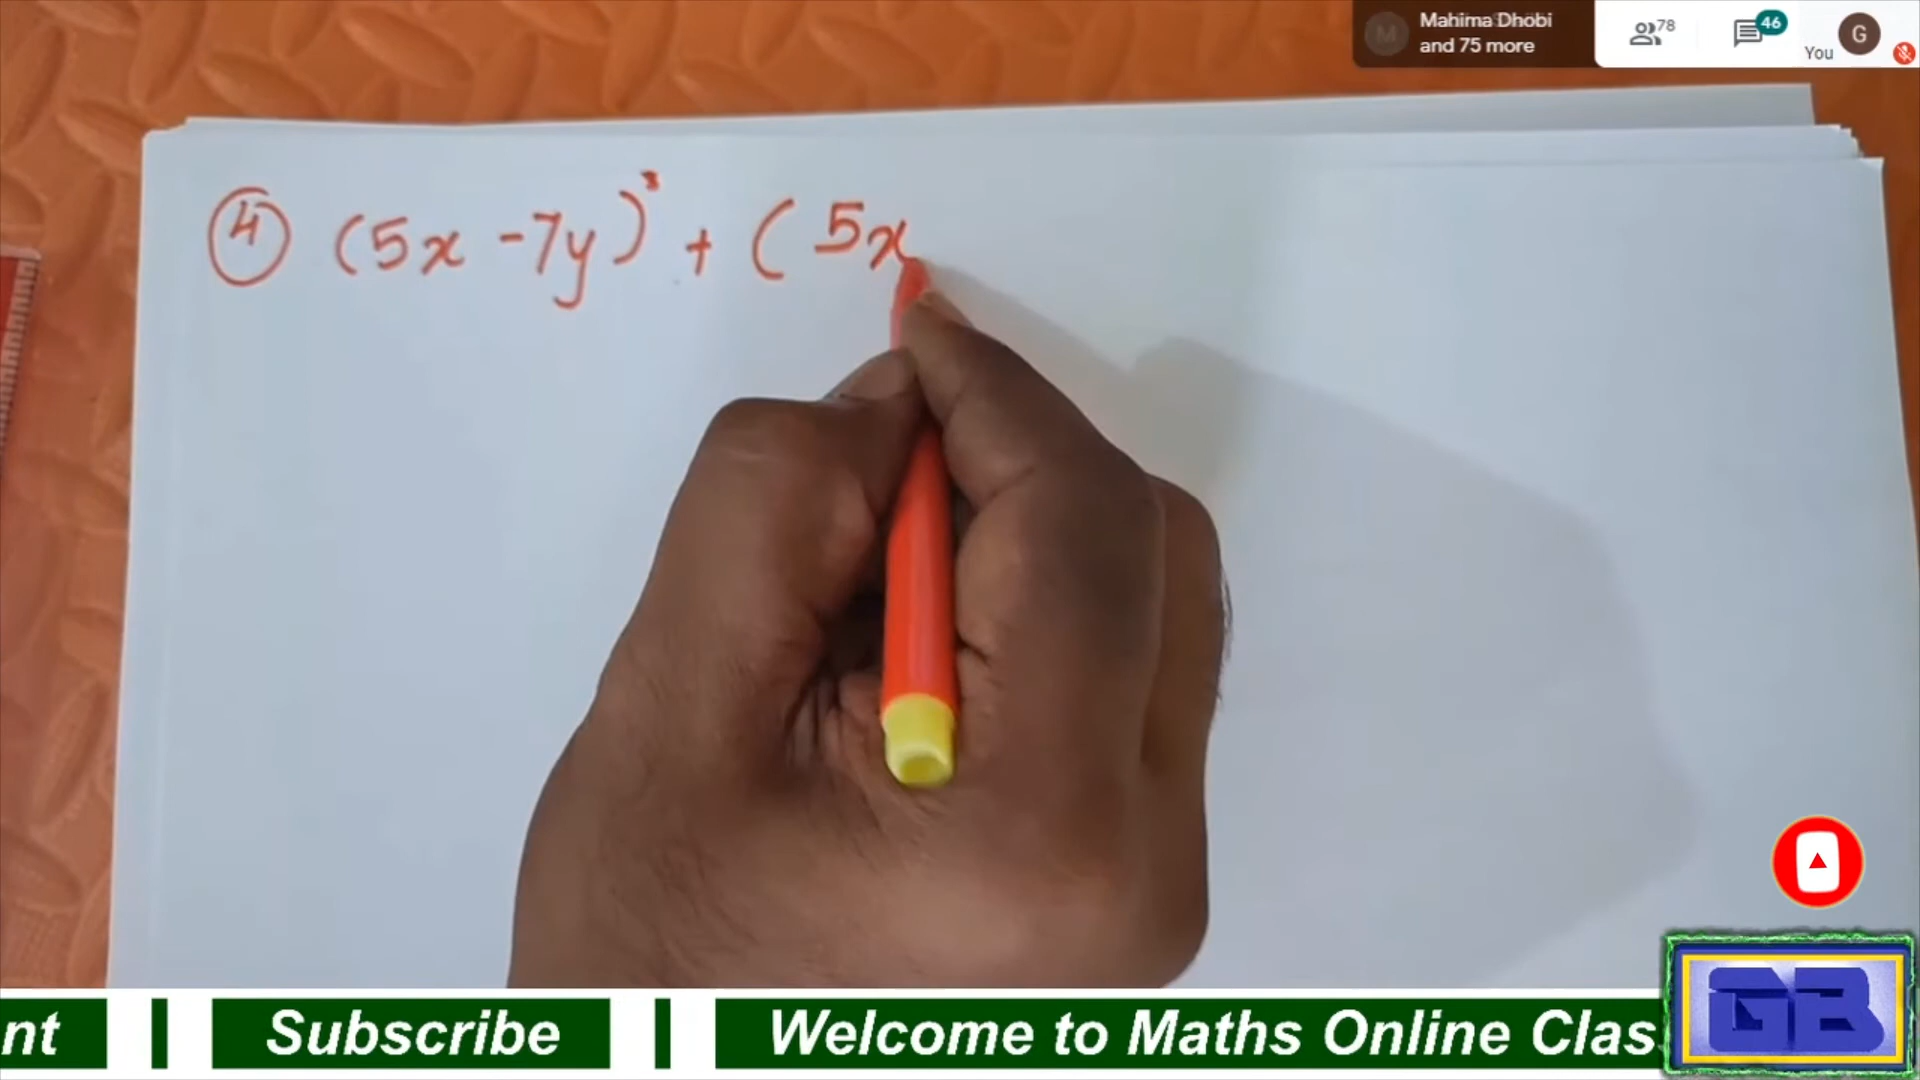 Mahima Dhobi
and 75 more
78
46
You
G
M
④ (5x - 7y)³ + (5x
nt | Subscribe | Welcome to Maths Online Clas
GB